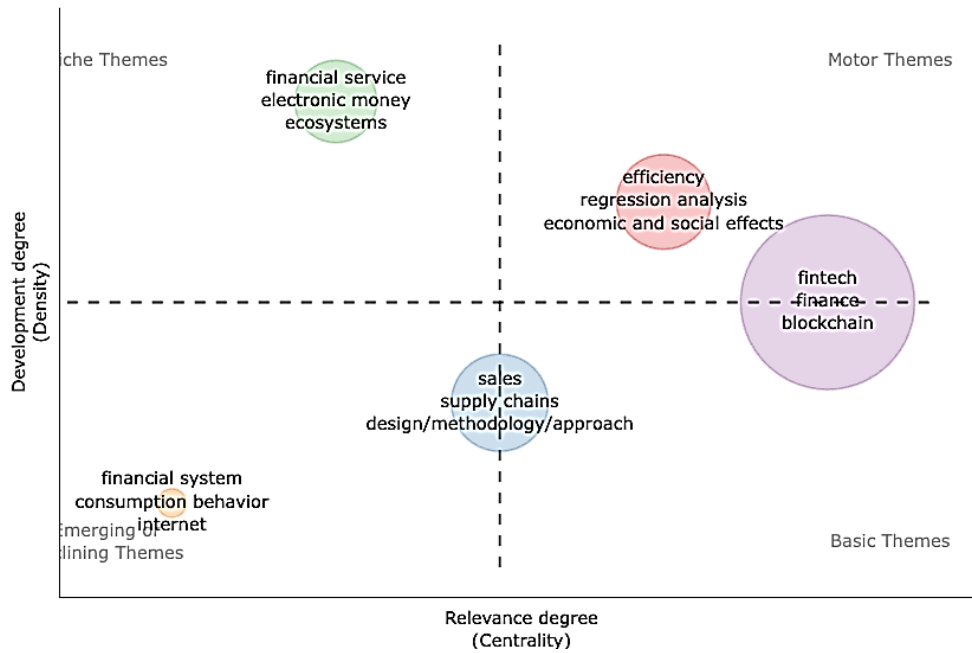 iche Themes
Motor Themes
financial service
electronic money
ecosystems
efficiency
regression analysis
economic and social effects
fintech
finance
blockchain
Development degree
(Density)
sales
supply chains
design/methodology/approach
financial system
consumption behavior
internet
Emerging or
lining Themes
Basic Themes
Relevance degree
(Centrality)